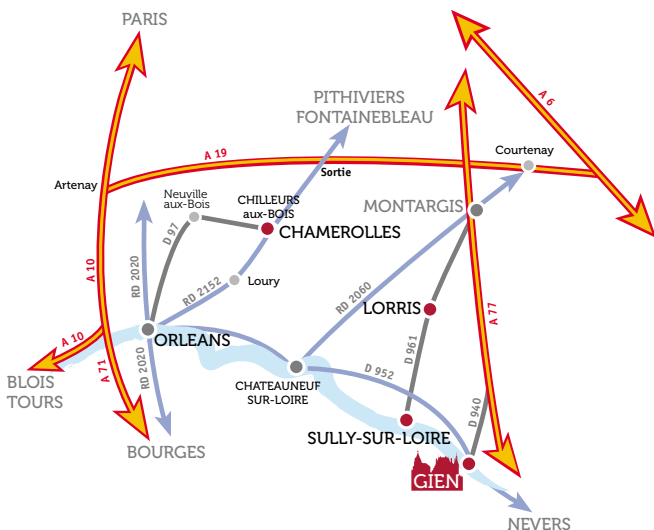 PARIS
A 6
PITHIVIERS
FONTAINEBLEAU
A 19
Courtenay
Sortie
Artenay
Neuville
aux-Bois
CHILLEURS
aux-BOIS
MONTARGIS
CHAMEROLLES
D 97
RD 2020
A 10
Loury
RD 2152
RD 2060
LORRIS
A 77
A 10
ORLEANS
A 71
RD 2020
D 961
D 952
BLOIS
TOURS
CHATEAUNEUF
SUR-LOIRE
D 940
SULLY-SUR-LOIRE
BOURGES
GIEN
NEVERS